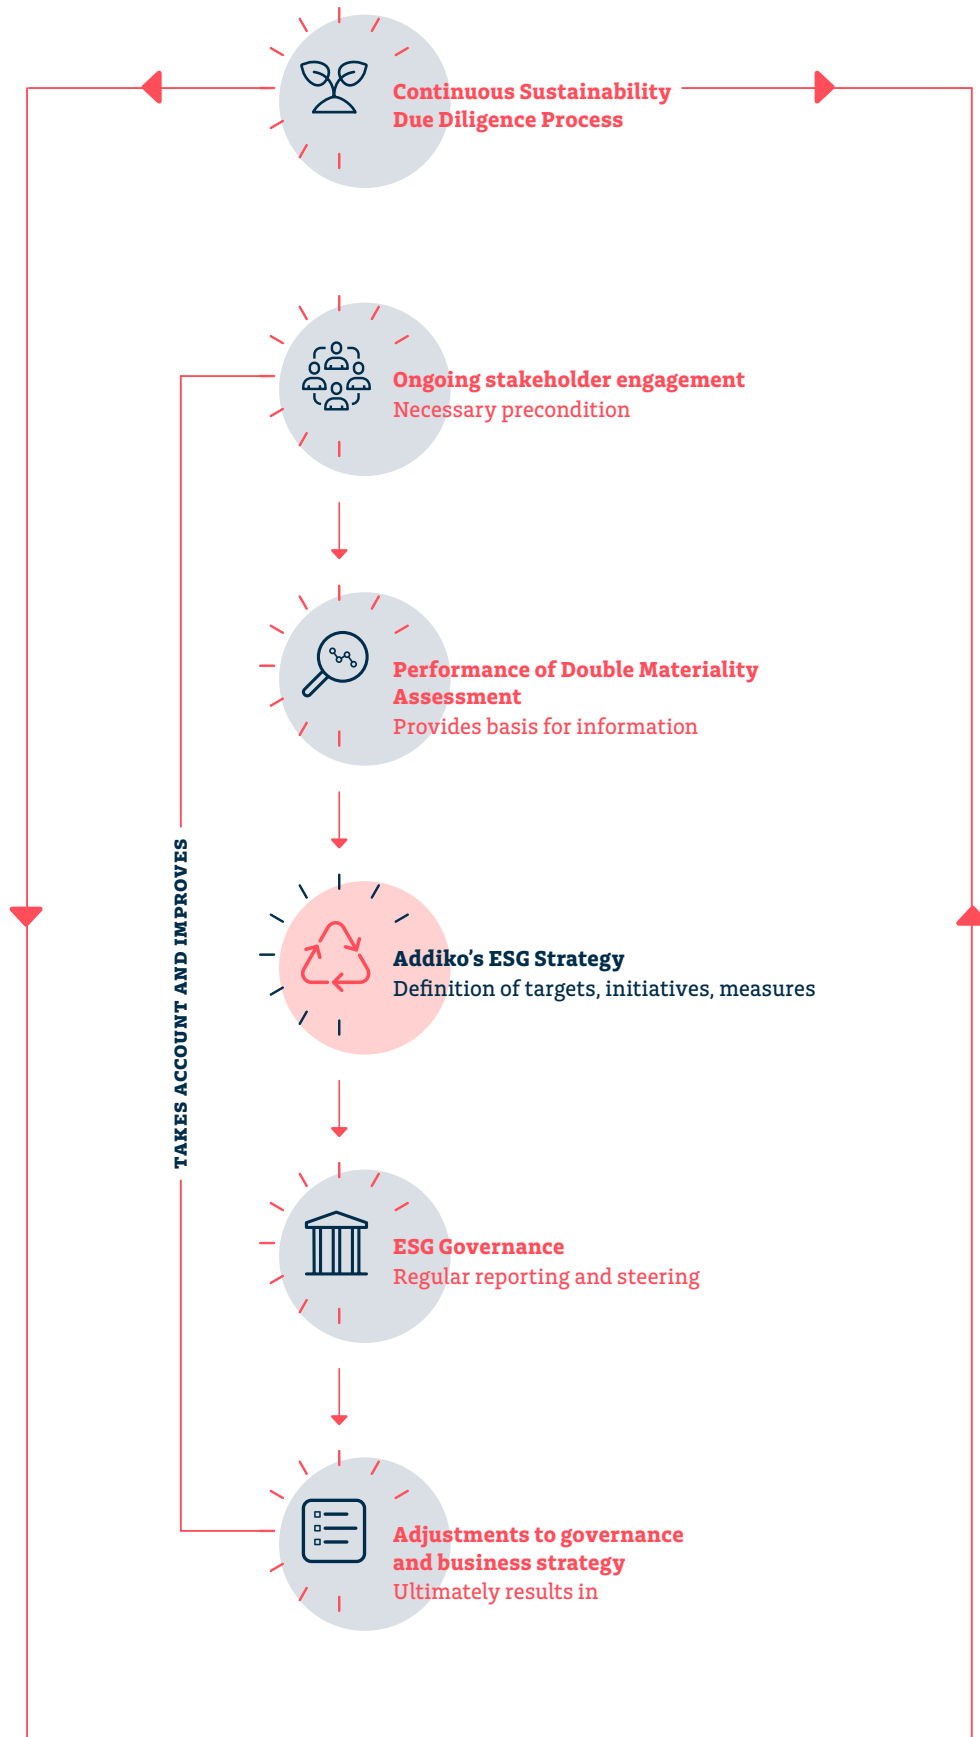 Continuous Sustainability
Due Diligence Process
Ongoing stakeholder engagement
Necessary precondition
Performance of Double Materiality
Assessment
Provides basis for information
TAKES ACCOUNT AND IMPROVES
Addiko’s ESG Strategy
Definition of targets, initiatives, measures
ESG Governance
Regular reporting and steering
Adjustments to governance
and business strategy
Ultimately results in